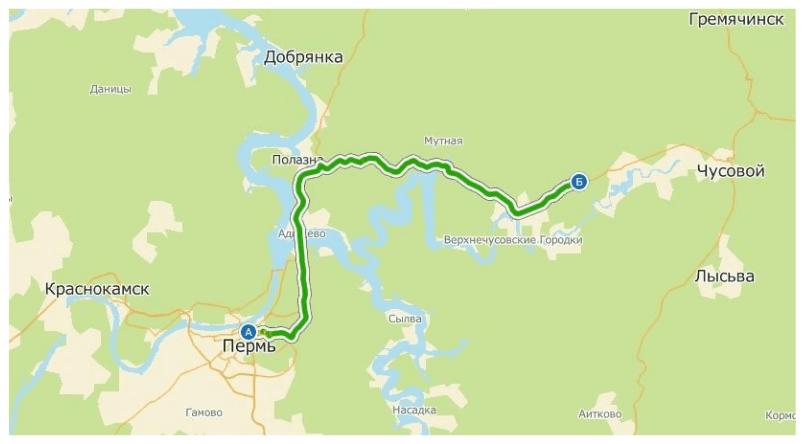 Гремячинск
Добрянка
Даницы
Мутная
Полазна
Чусовой
Б
Адищево
Верхнечусовские Городки
Лысьва
Краснокамск
Сылва
А
Пермь
Гамово
Насадка
Аитково
Кормо